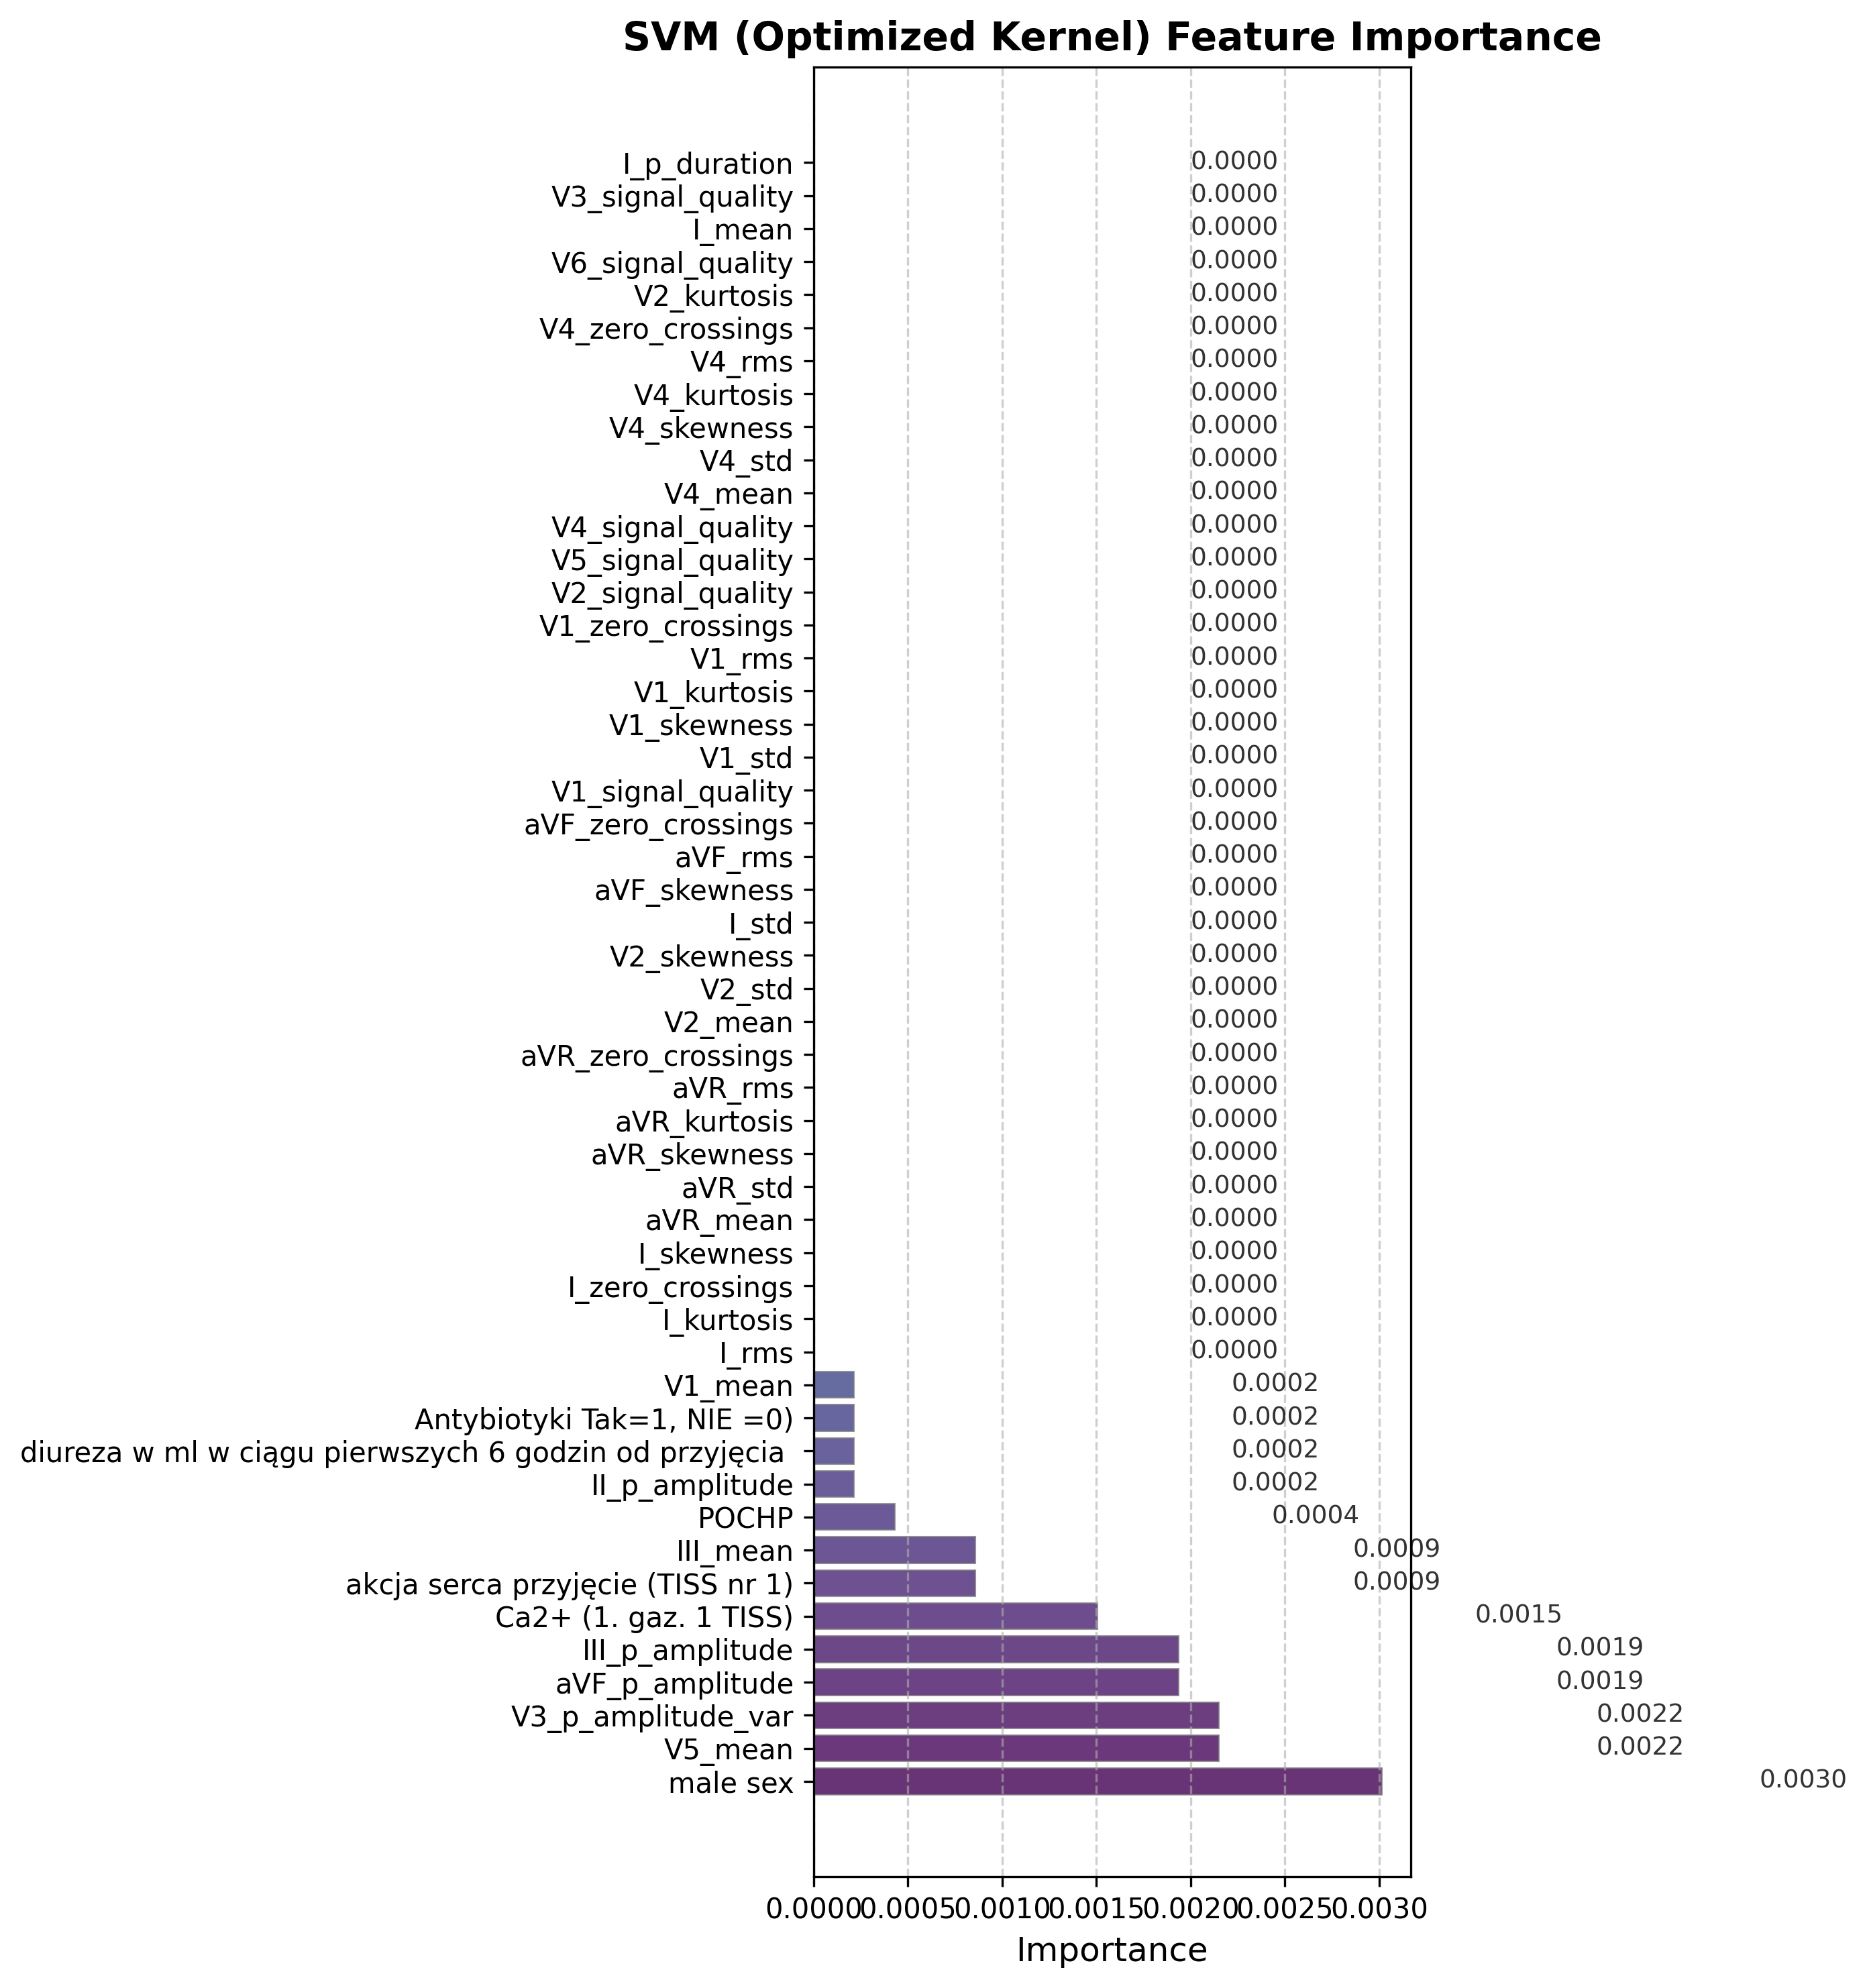 SVM (Optimized Kernel) Feature Importance
I_p_duration 0.0000
V3_signal_quality 0.0000
I_mean 0.0000
V6_signal_quality 0.0000
V2_kurtosis 0.0000
V4_zero_crossings 0.0000
V4_rms 0.0000
V4_kurtosis 0.0000
V4_skewness 0.0000
V4_std 0.0000
V4_mean 0.0000
V4_signal_quality 0.0000
V5_signal_quality 0.0000
V2_signal_quality 0.0000
V1_zero_crossings 0.0000
V1_rms 0.0000
V1_kurtosis 0.0000
V1_skewness 0.0000
V1_std 0.0000
V1_signal_quality 0.0000
aVF_zero_crossings 0.0000
aVF_rms 0.0000
aVF_skewness 0.0000
I_std 0.0000
V2_skewness 0.0000
V2_std 0.0000
V2_mean 0.0000
aVR_zero_crossings 0.0000
aVR_rms 0.0000
aVR_kurtosis 0.0000
aVR_skewness 0.0000
aVR_std 0.0000
aVR_mean 0.0000
I_skewness 0.0000
I_zero_crossings 0.0000
I_kurtosis 0.0000
I_rms 0.0000
V1_mean 0.0002
Antybiotyki Tak=1, NIE =0) 0.0002
diureza w ml w ciągu pierwszych 6 godzin od przyjęcia 0.0002
II_p_amplitude 0.0002
POCHP 0.0004
III_mean 0.0009
akcja serca przyjęcie (TISS nr 1) 0.0009
Ca2+ (1. gaz. 1 TISS) 0.0015
III_p_amplitude 0.0019
aVF_p_amplitude 0.0019
V3_p_amplitude_var 0.0022
V5_mean 0.0022
male sex 0.0030
0.0000 0.0005 0.0010 0.0015 0.0020 0.0025 0.0030
Importance